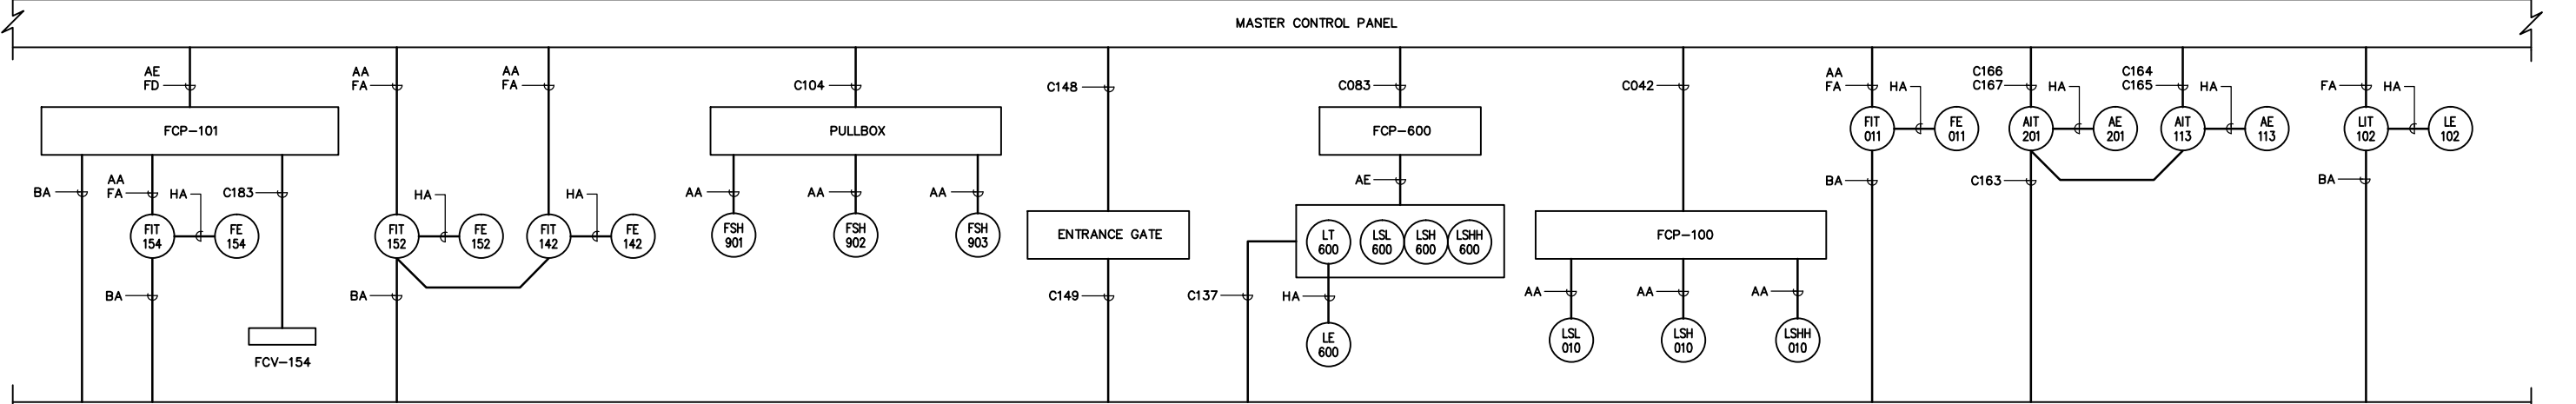 MASTER CONTROL PANEL
AE
FD
AA
FA
AA
FA
C104
C148
C083
C042
AA
FA
HA
C166
C167
HA
C164
C165
HA
FA
HA
FCP-101
PULLBOX
FCP-600
FIT
011
FE
011
AIT
201
AE
201
AIT
113
AE
113
LIT
102
LE
102
BA
AA
FA
HA
C183
HA
HA
AA
AA
AA
AE
BA
C163
BA
FIT
154
FE
154
FIT
152
FE
152
FIT
142
FE
142
FSH
901
FSH
902
FSH
903
ENTRANCE GATE
LT
600
LSL
600
LSH
600
LSHH
600
FCP-100
BA
BA
C149
C137
HA
AA
AA
AA
FCV-154
LE
600
LSL
010
LSH
010
LSHH
010